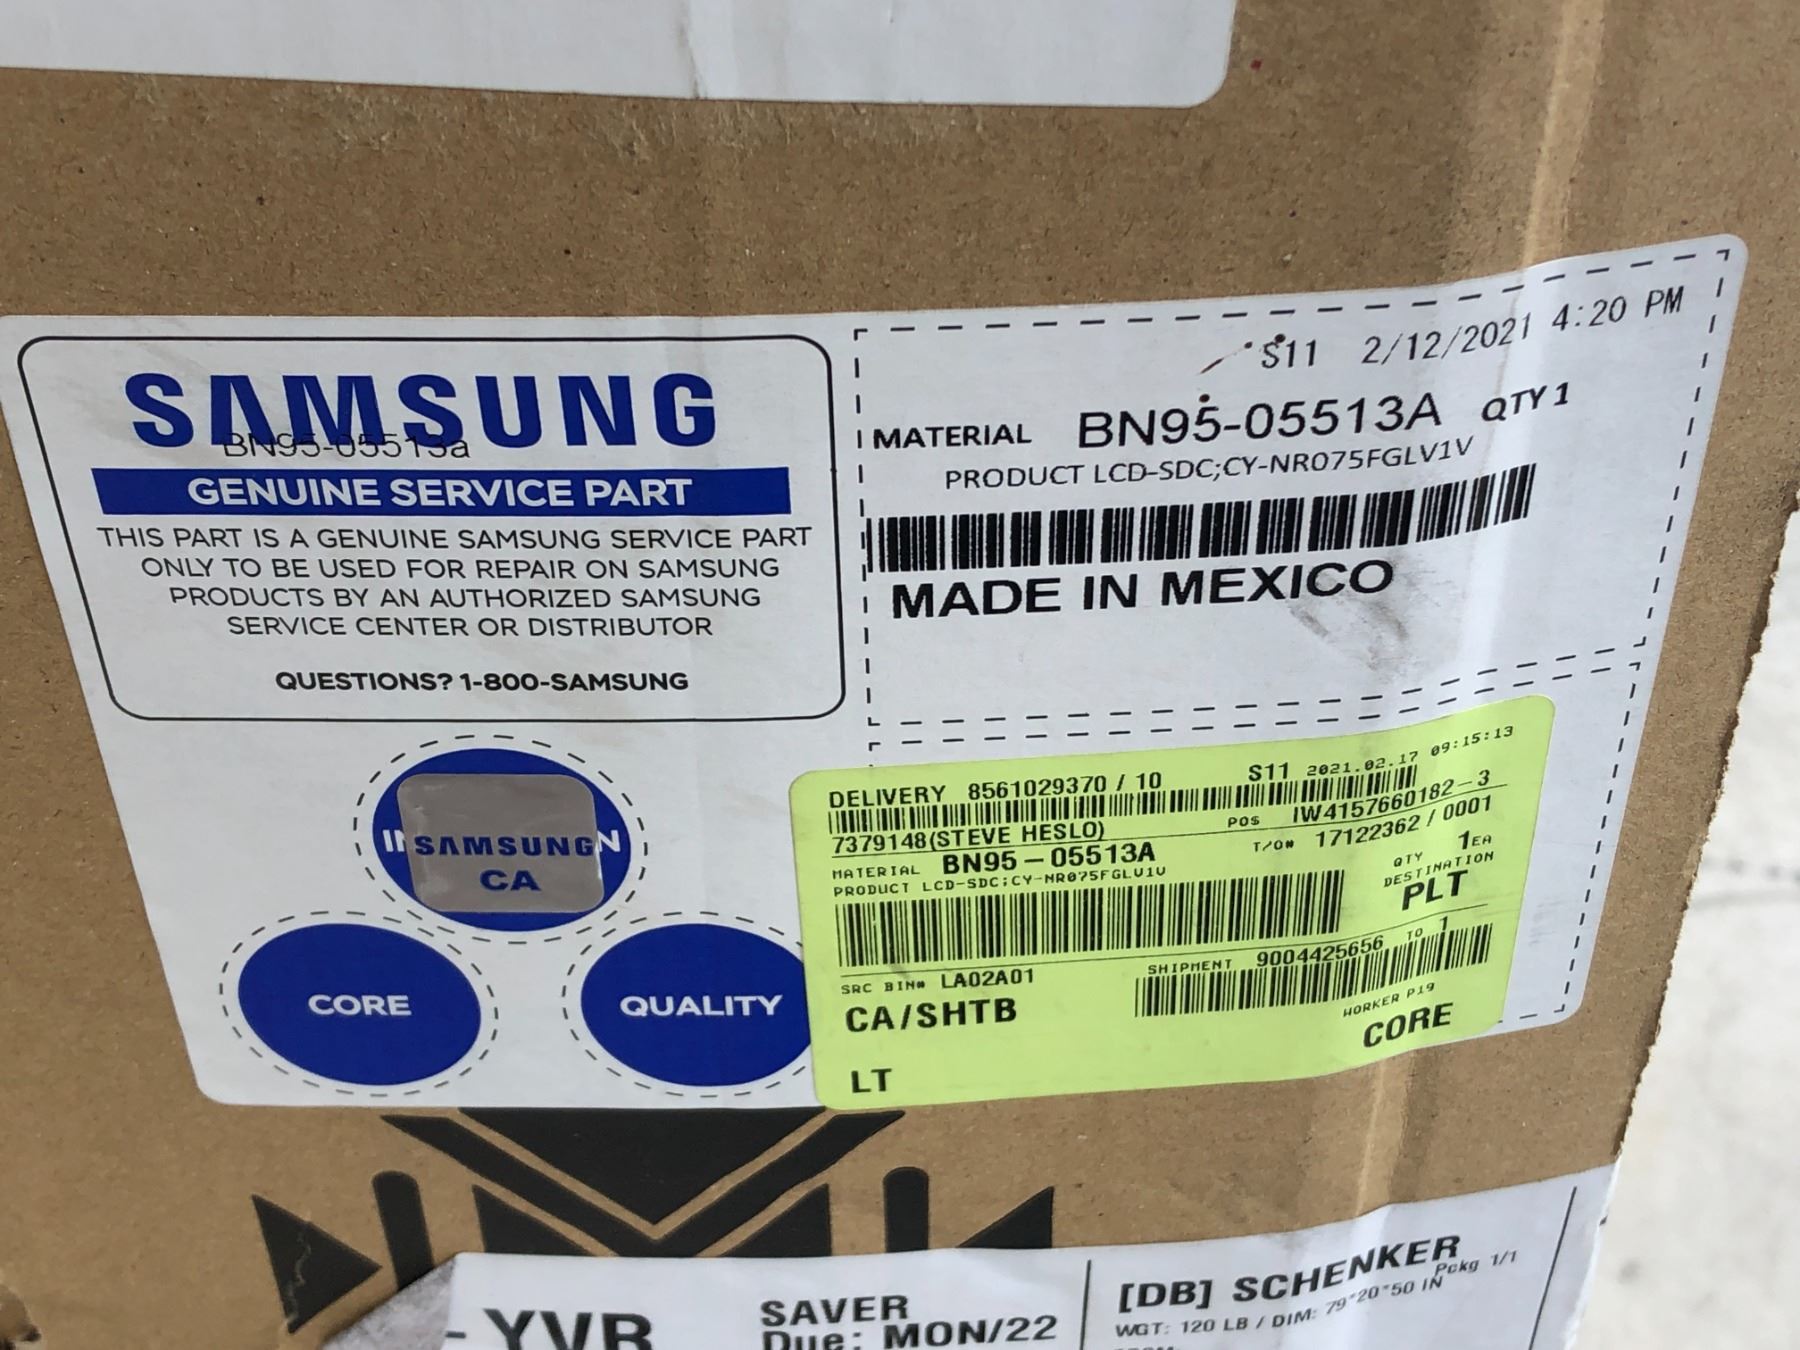 SAMSUNG
BN95-05513a
GENUINE SERVICE PART
THIS PART IS A GENUINE SAMSUNG SERVICE PART
ONLY TO BE USED FOR REPAIR ON SAMSUNG
PRODUCTS BY AN AUTHORIZED SAMSUNG
SERVICE CENTER OR DISTRIBUTOR
QUESTIONS? 1-800-SAMSUNG
SAMSUNG
CA
CORE
QUALITY
S11 2/12/2021 4:20 PM
MATERIAL BN95-05513A QTY 1
PRODUCT LCD-SDC;CY-NR075FGLV1V
MADE IN MEXICO
DELIVERY 8561029370 / 10 S11 2021.02.17 09:15:13
7379148(STEVE HESLO) POS IW4157660182-3
MATERIAL BN95-05513A T/O# 17122362 / 0001
PRODUCT LCD-SDC;CY-NR075FGLV1V QTY 1EA
DESTINATION
PLT
SRC BIN# LA02A01 SHIPMENT 9004425656 TO 1
CA/SHTB WORKER P19
CORE
LT
- YVR
SAVER
Due: MON/22
[DB] SCHENKER
Pckg 1/1
WGT: 120 LB / DIM: 79*20*50 IN